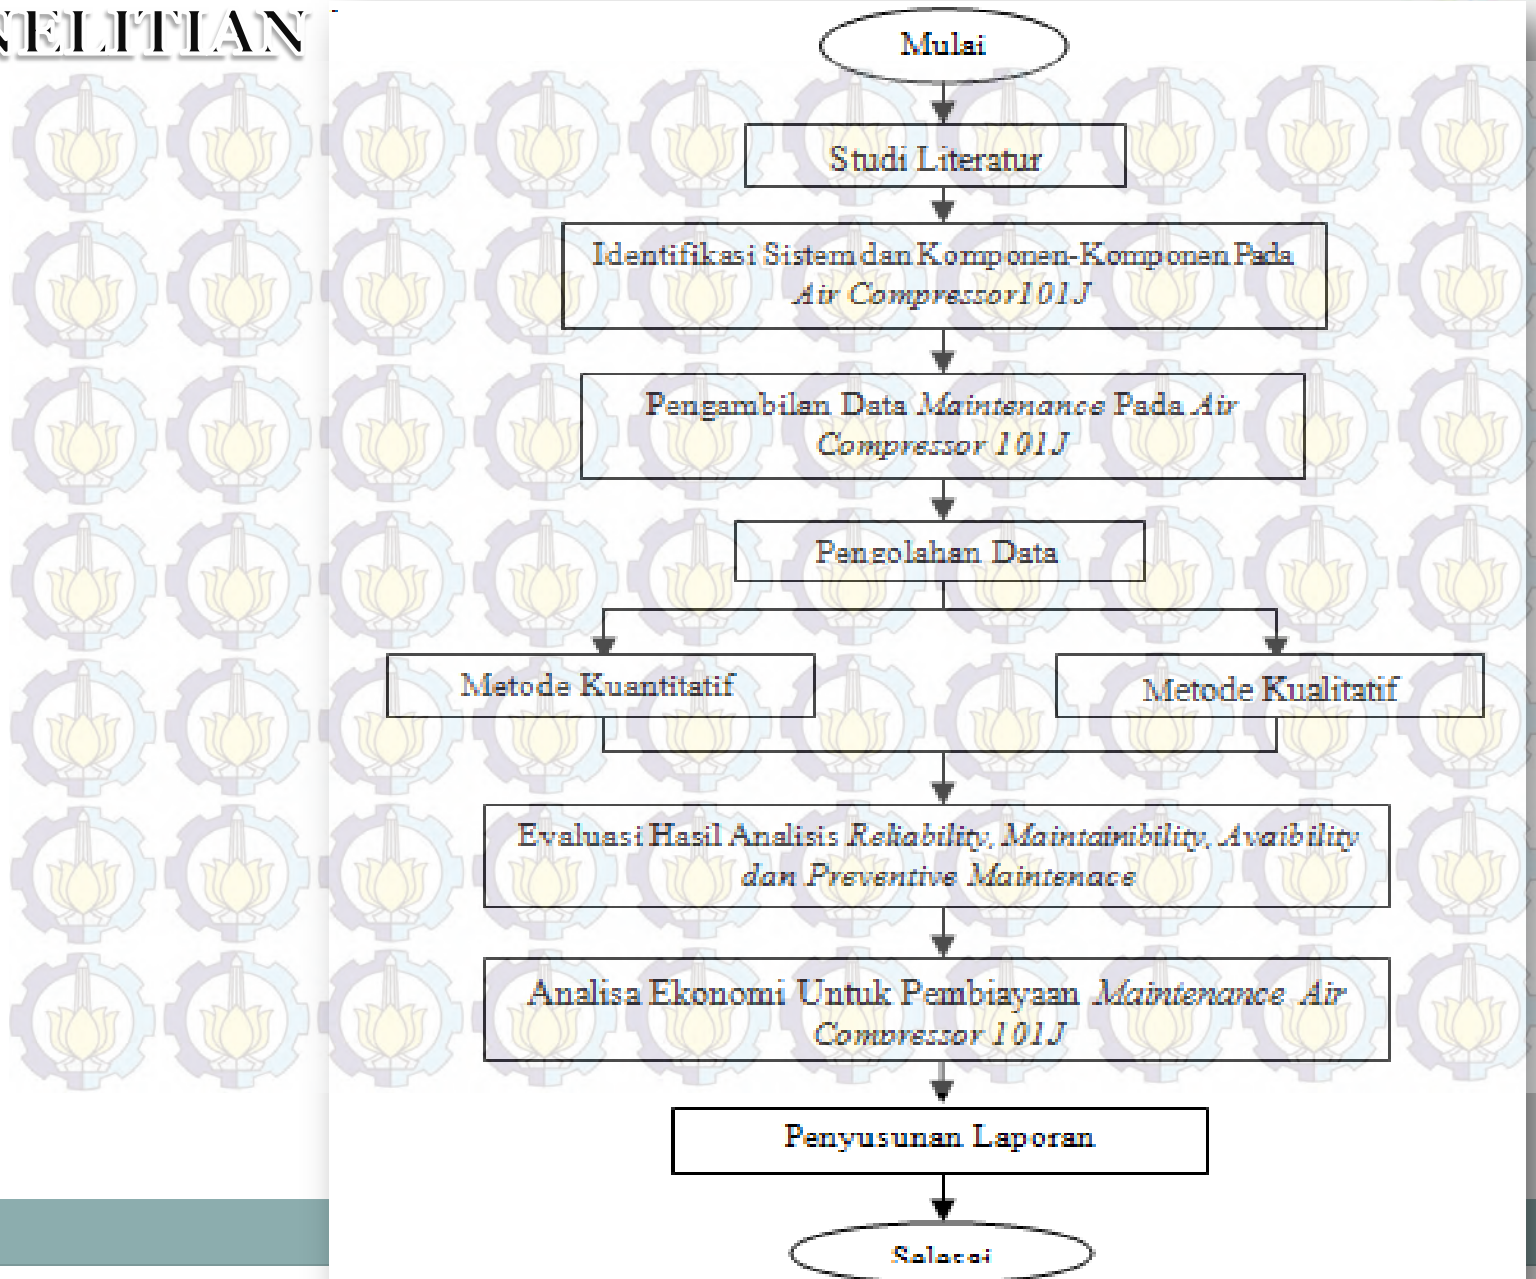 NELITIAN
Mulai
Studi Literatur
Identifikasi Sistem dan Komponen-Komponen Pada
Air Compressor101J
Pengambilan Data Maintenance Pada Air
Compressor 101J
Pengolahan Data
Metode Kuantitatif
Metode Kualitatif
Evaluasi Hasil Analisis Reliability, Maintainibility, Avaibility
dan Preventive Maintenace
Analisa Ekonomi Untuk Pembiayaan Maintenance Air
Compressor 101J
Penyusunan Laporan
Selesai